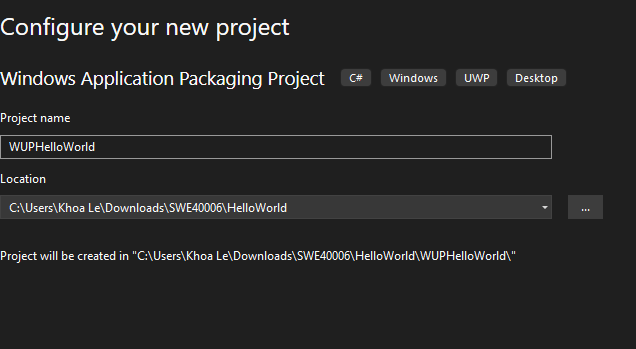 Configure your new project
Windows Application Packaging Project C# Windows UWP Desktop
Project name
WUPHelloWorld
Location
C:\Users\Khoa Le\Downloads\SWE40006\HelloWorld ...
Project will be created in "C:\Users\Khoa Le\Downloads\SWE40006\HelloWorld\WUPHelloWorld\"